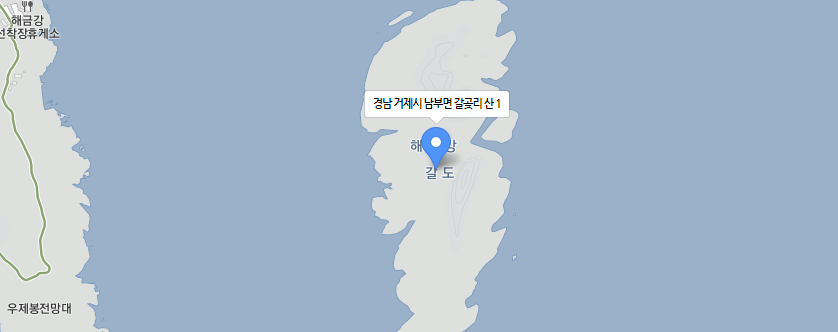 해금강
선착장휴게소
경남 거제시 남부면 갈곶리 산 1
해 강
갈 도
우제봉전망대